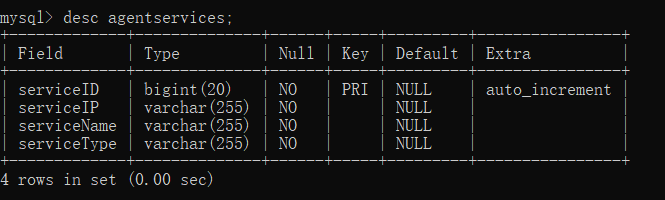 mysql> desc agentservices;
+-------------+--------------+------+-----+---------+----------------+
| Field       | Type         | Null | Key | Default | Extra          |
+-------------+--------------+------+-----+---------+----------------+
| serviceID   | bigint(20)   | NO   | PRI | NULL    | auto_increment |
| serviceIP   | varchar(255) | NO   |     | NULL    |                |
| serviceName | varchar(255) | NO   |     | NULL    |                |
| serviceType | varchar(255) | NO   |     | NULL    |                |
+-------------+--------------+------+-----+---------+----------------+
4 rows in set (0.00 sec)